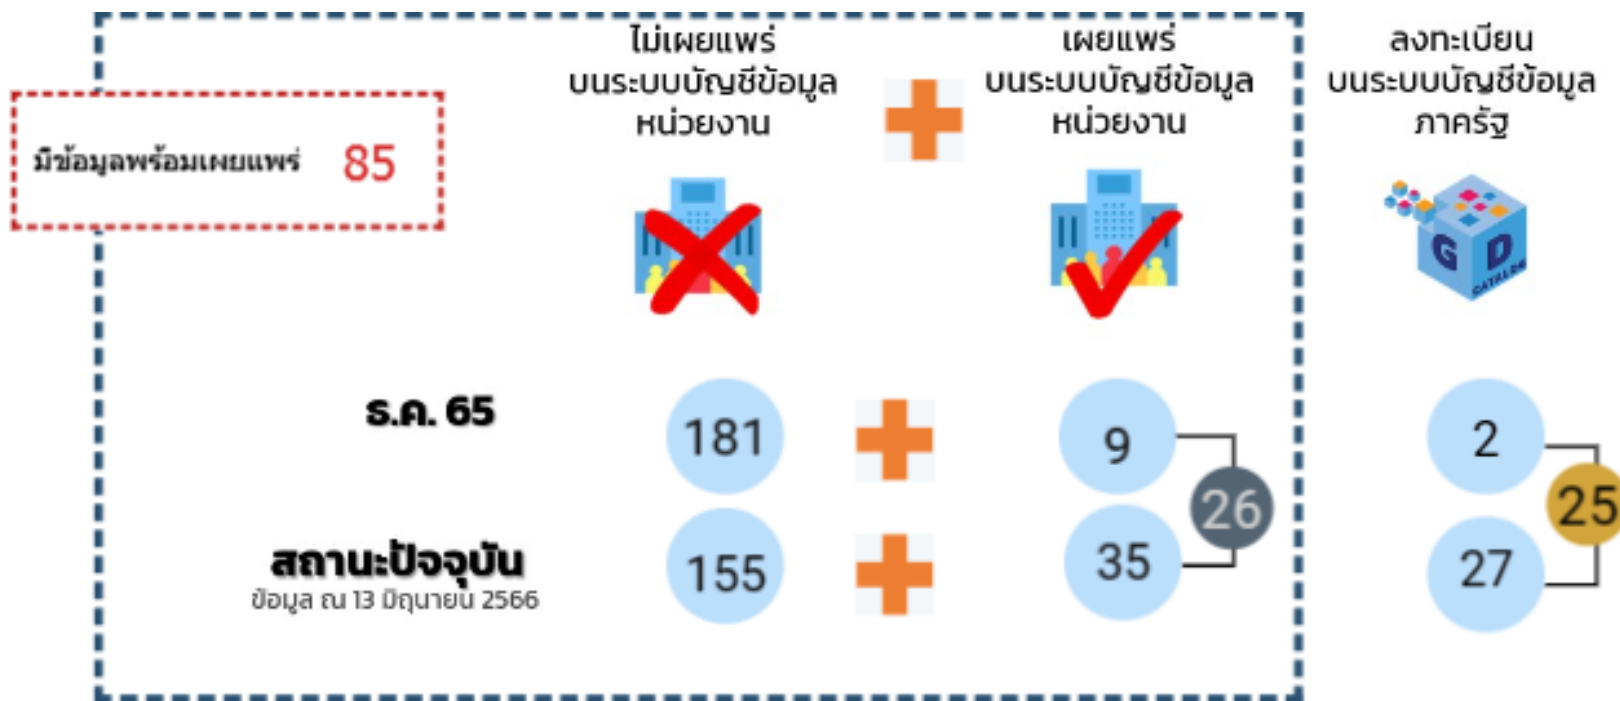 ไม่เผยแพร่
บนระบบบัญชีข้อมูล
หน่วยงาน
เผยแพร่
บนระบบบัญชีข้อมูล
หน่วยงาน
ลงทะเบียน
บนระบบบัญชีข้อมูล
ภาครัฐ
มีข้อมูลพร้อมเผยแพร่ 85
G D
CATALOG
ธ.ค. 65
181
9
2
26
25
สถานะปัจจุบัน
ข้อมูล ณ 13 มิถุนายน 2566
155
35
27